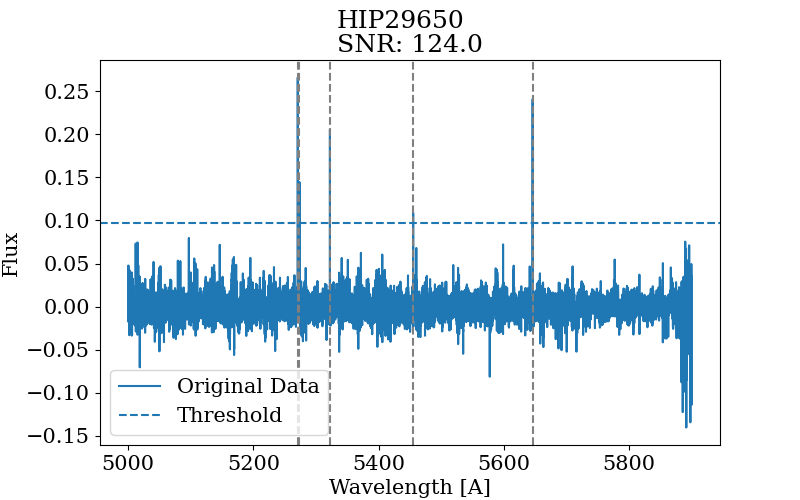 HIP29650
SNR: 124.0
Flux
0.25
0.20
0.15
0.10
0.05
0.00
−0.05
−0.10
−0.15
Original Data
Threshold
5000 5200 5400 5600 5800
Wavelength [A]